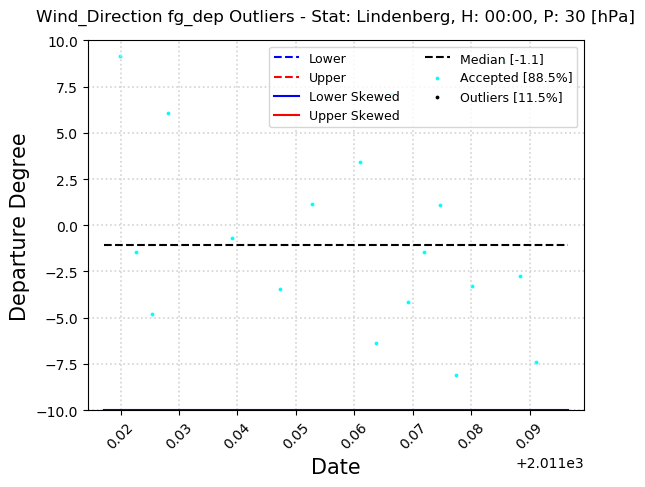 Wind_Direction fg_dep Outliers - Stat: Lindenberg, H: 00:00, P: 30 [hPa]
10.0
7.5
5.0
2.5
0.0
−2.5
−5.0
−7.5
−10.0
Departure Degree
Lower
Upper
Lower Skewed
Upper Skewed
Median [-1.1]
Accepted [88.5%]
Outliers [11.5%]
0.02
0.03
0.04
0.05
0.06
0.07
0.08
0.09
+2.011e3
Date